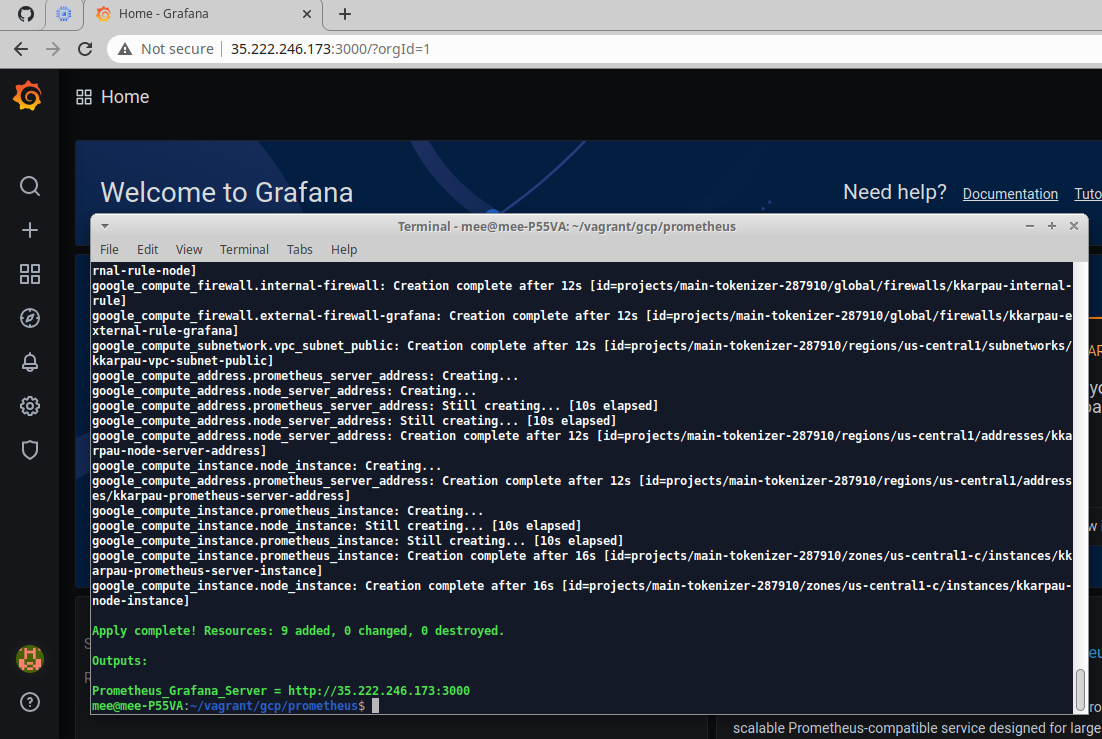 Home - Grafana
Not secure
35.222.246.173:3000/?orgId=1
Home
Welcome to Grafana
Need help?
Documentation
Terminal - mee@mee-P55VA: ~/vagrant/gcp/prometheus
File Edit View Terminal Tabs Help
rnal-rule-node]
google_compute_firewall.internal-firewall: Creation complete after 12s [id=projects/main-tokenizer-287910/global/firewalls/kkarpau-internal-
rule]
google_compute_firewall.external-firewall-grafana: Creation complete after 12s [id=projects/main-tokenizer-287910/global/firewalls/kkarpau-e
xternal-rule-grafana]
google_compute_subnetwork.vpc_subnet_public: Creation complete after 12s [id=projects/main-tokenizer-287910/regions/us-central1/subnetworks/
kkarpau-vpc-subnet-public]
google_compute_address.prometheus_server_address: Creating...
google_compute_address.node_server_address: Creating...
google_compute_address.prometheus_server_address: Still creating... [10s elapsed]
google_compute_address.node_server_address: Still creating... [10s elapsed]
google_compute_address.node_server_address: Creation complete after 12s [id=projects/main-tokenizer-287910/regions/us-central1/addresses/kka
rpau-node-server-address]
google_compute_instance.node_instance: Creating...
google_compute_address.prometheus_server_address: Creation complete after 12s [id=projects/main-tokenizer-287910/regions/us-central1/address
es/kkarpau-prometheus-server-address]
google_compute_instance.prometheus_instance: Creating...
google_compute_instance.node_instance: Still creating... [10s elapsed]
google_compute_instance.prometheus_instance: Still creating... [10s elapsed]
google_compute_instance.prometheus_instance: Creation complete after 16s [id=projects/main-tokenizer-287910/zones/us-central1-c/instances/kk
arpau-prometheus-server-instance]
google_compute_instance.node_instance: Creation complete after 16s [id=projects/main-tokenizer-287910/zones/us-central1-c/instances/kkarpau-
node-instance]
Apply complete! Resources: 9 added, 0 changed, 0 destroyed.
Outputs:
Prometheus_Grafana_Server = http://35.222.246.173:3000
mee@mee-P55VA:~/vagrant/gcp/prometheus$
scalable Prometheus-compatible service designed for large